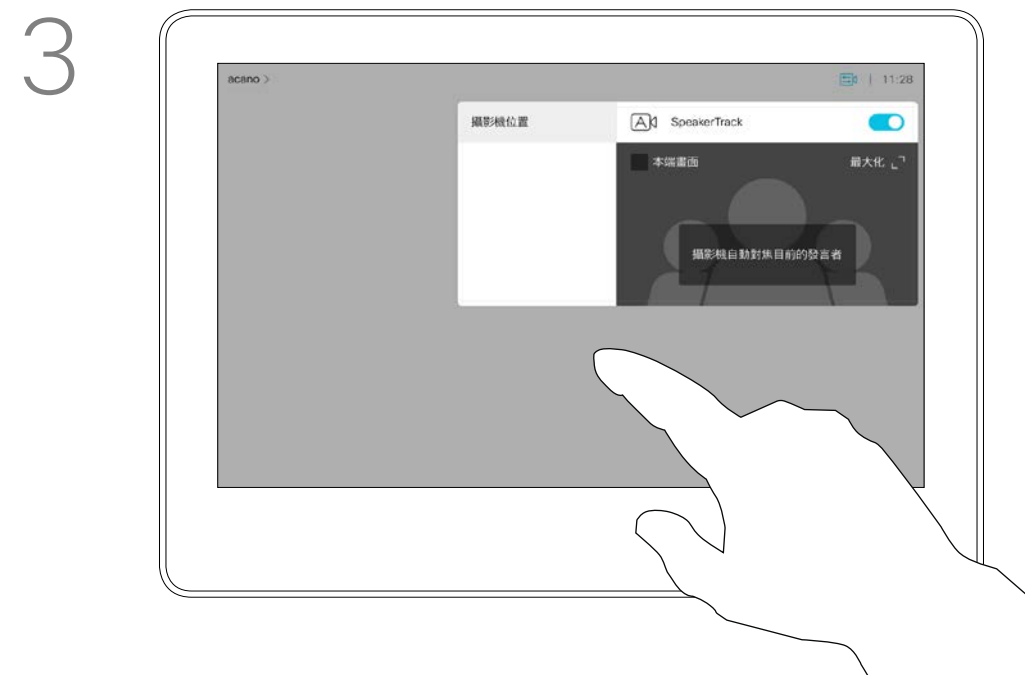 3
acano >
11:28
攝影機位置
SpeakerTrack
本端畫面
最大化
攝影機自動對焦目前的發言者